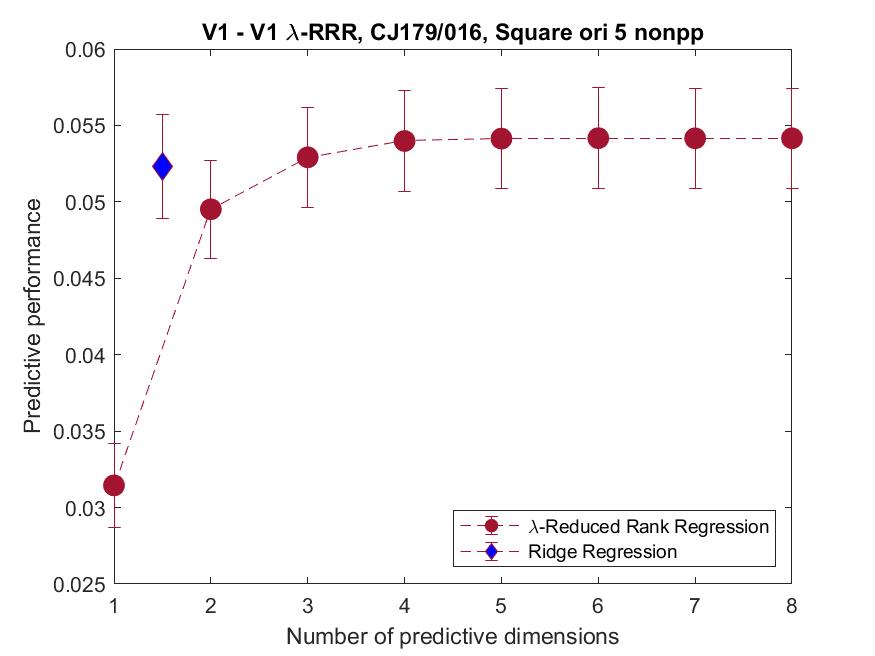 V1 - V1 λ-RRR, CJ179/016, Square ori 5 nonpp
Predictive performance
0.06
0.055
0.05
0.045
0.04
0.035
0.03
0.025
1 2 3 4 5 6 7 8
Number of predictive dimensions
λ-Reduced Rank Regression
Ridge Regression